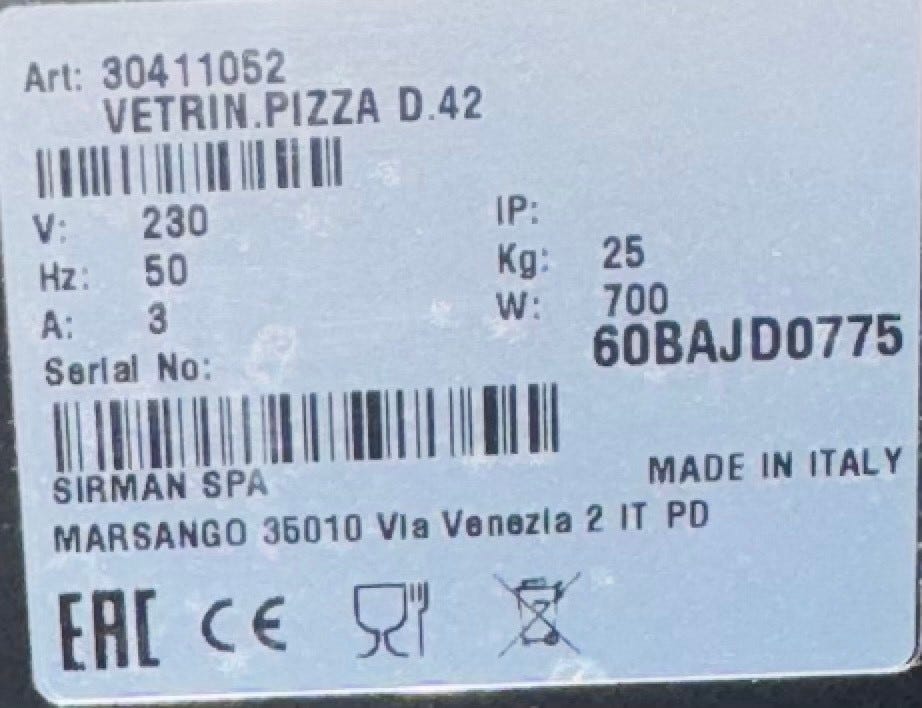 Art: 30411052
VETRIN.PIZZA D.42
V: 230
IP:
Hz: 50
Kg: 25
A: 3
W: 700
Serial No:
60BAJD0775
SIRMAN SPA
MADE IN ITALY
MARSANGO 35010 Via Venezia 2 IT PD
EAC CE